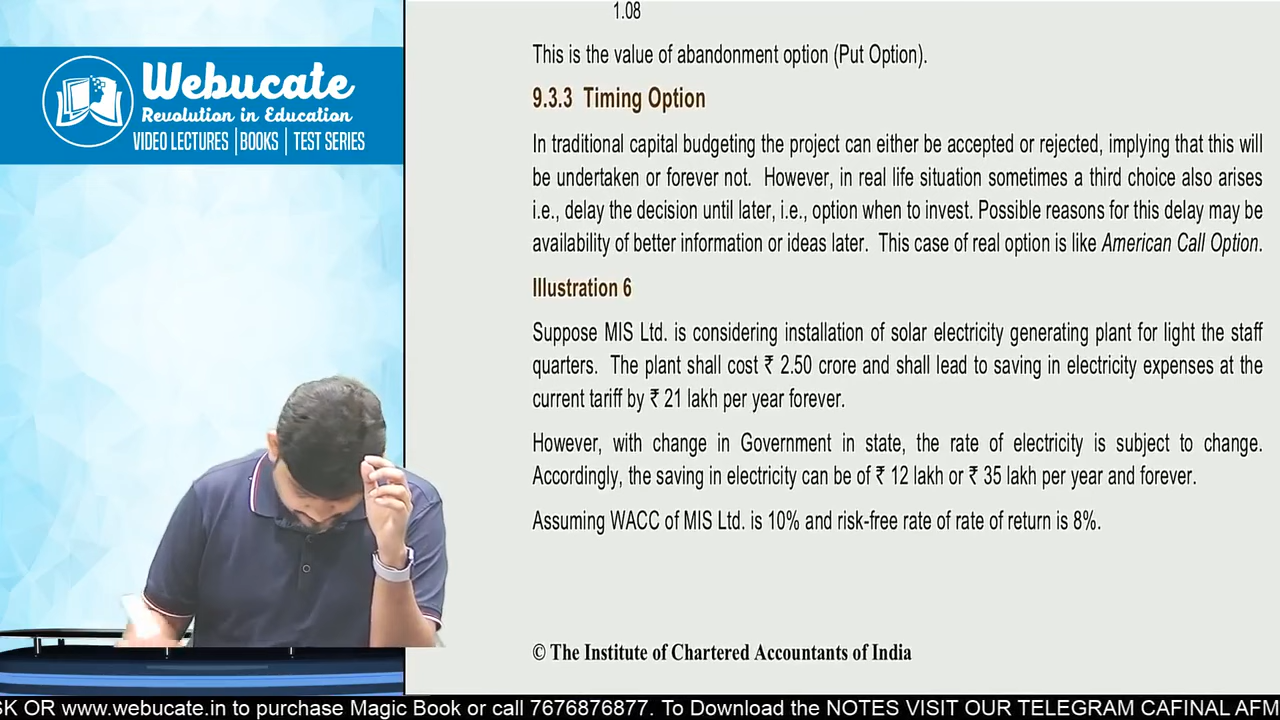 Webucate
Revolution in Education
VIDEO LECTURES | BOOKS | TEST SERIES
1.08
This is the value of abandonment option (Put Option).
9.3.3 Timing Option
In traditional capital budgeting the project can either be accepted or rejected, implying that this will
be undertaken or forever not. However, in real life situation sometimes a third choice also arises
i.e., delay the decision until later, i.e., option when to invest. Possible reasons for this delay may be
availability of better information or ideas later. This case of real option is like American Call Option.
Illustration 6
Suppose MIS Ltd. is considering installation of solar electricity generating plant for light the staff
quarters. The plant shall cost ₹ 2.50 crore and shall lead to saving in electricity expenses at the
current tariff by ₹ 21 lakh per year forever.
However, with change in Government in state, the rate of electricity is subject to change.
Accordingly, the saving in electricity can be of ₹ 12 lakh or ₹ 35 lakh per year and forever.
Assuming WACC of MIS Ltd. is 10% and risk-free rate of rate of return is 8%.
© The Institute of Chartered Accountants of India
SK OR www.webucate.in to purchase Magic Book or call 7676876877. To Download the NOTES VISIT OUR TELEGRAM CAFINAL AFM